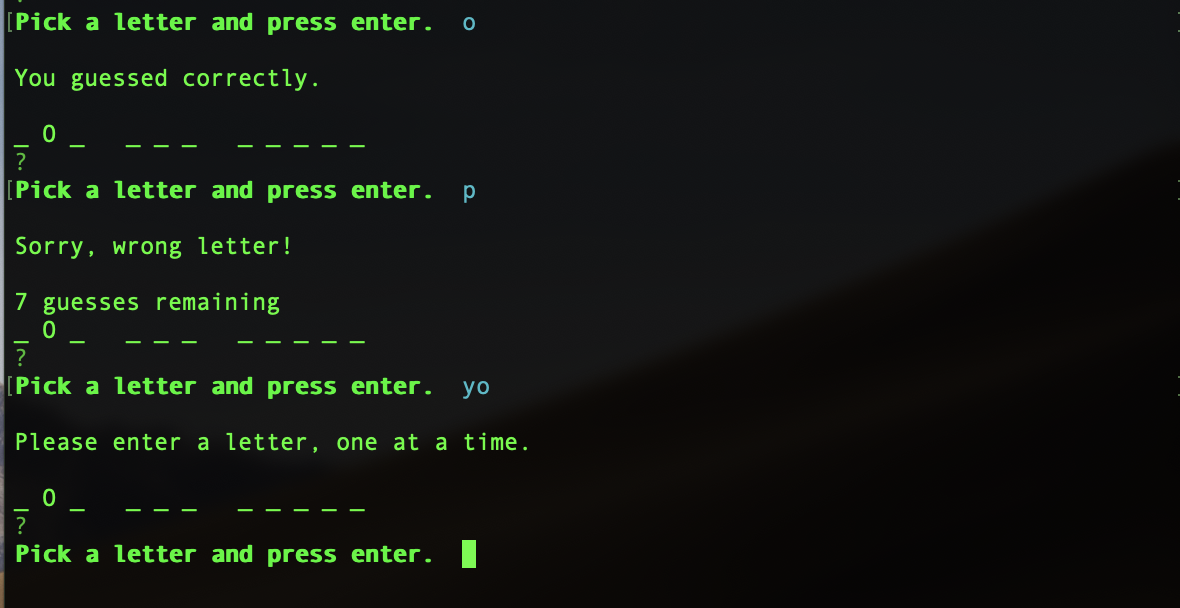 Pick a letter and press enter.  o
You guessed correctly.
_ O _   _ _ _   _ _ _ _ _
?
Pick a letter and press enter.  p
Sorry, wrong letter!
7 guesses remaining
_ O _   _ _ _   _ _ _ _ _
?
Pick a letter and press enter.  yo
Please enter a letter, one at a time.
_ O _   _ _ _   _ _ _ _ _
?
Pick a letter and press enter.